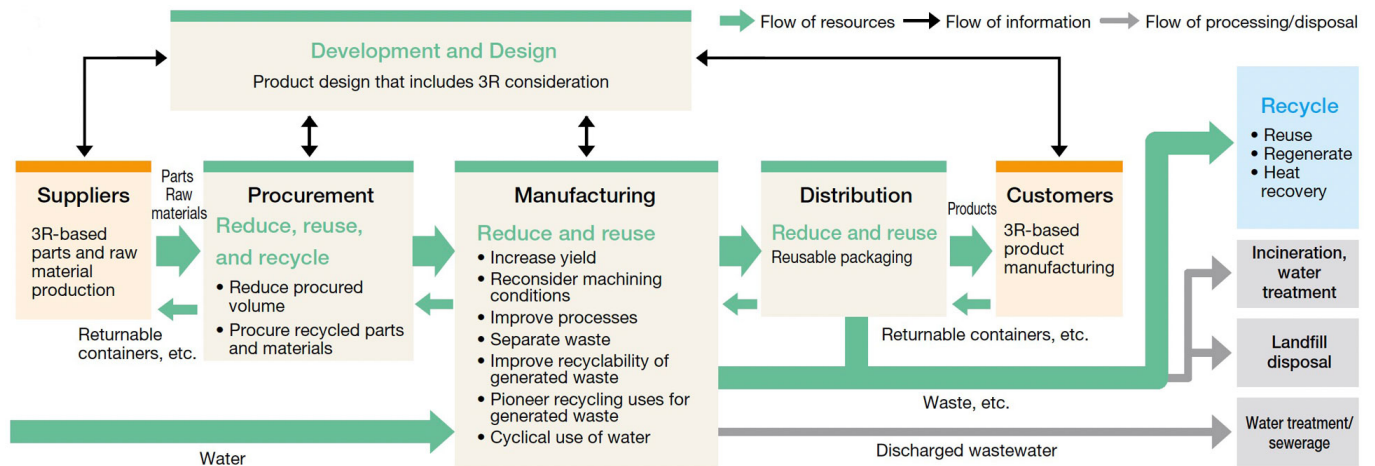 Flow of resources
Flow of information
Flow of processing/disposal
Development and Design
Product design that includes 3R consideration
Suppliers
3R-based
parts and raw
material
production
Parts
Raw
materials
Returnable
containers, etc.
Procurement
Reduce, reuse,
and recycle
• Reduce procured
volume
• Procure recycled parts
and materials
Manufacturing
Reduce and reuse
• Increase yield
• Reconsider machining
conditions
• Improve processes
• Separate waste
• Improve recyclability of
generated waste
• Pioneer recycling uses for
generated waste
• Cyclical use of water
Distribution
Reduce and reuse
Reusable packaging
Products
Customers
3R-based
product
manufacturing
Returnable containers, etc.
Recycle
• Reuse
• Regenerate
• Heat
recovery
Incineration,
water
treatment
Landfill
disposal
Waste, etc.
Water treatment/
sewerage
Discharged wastewater
Water